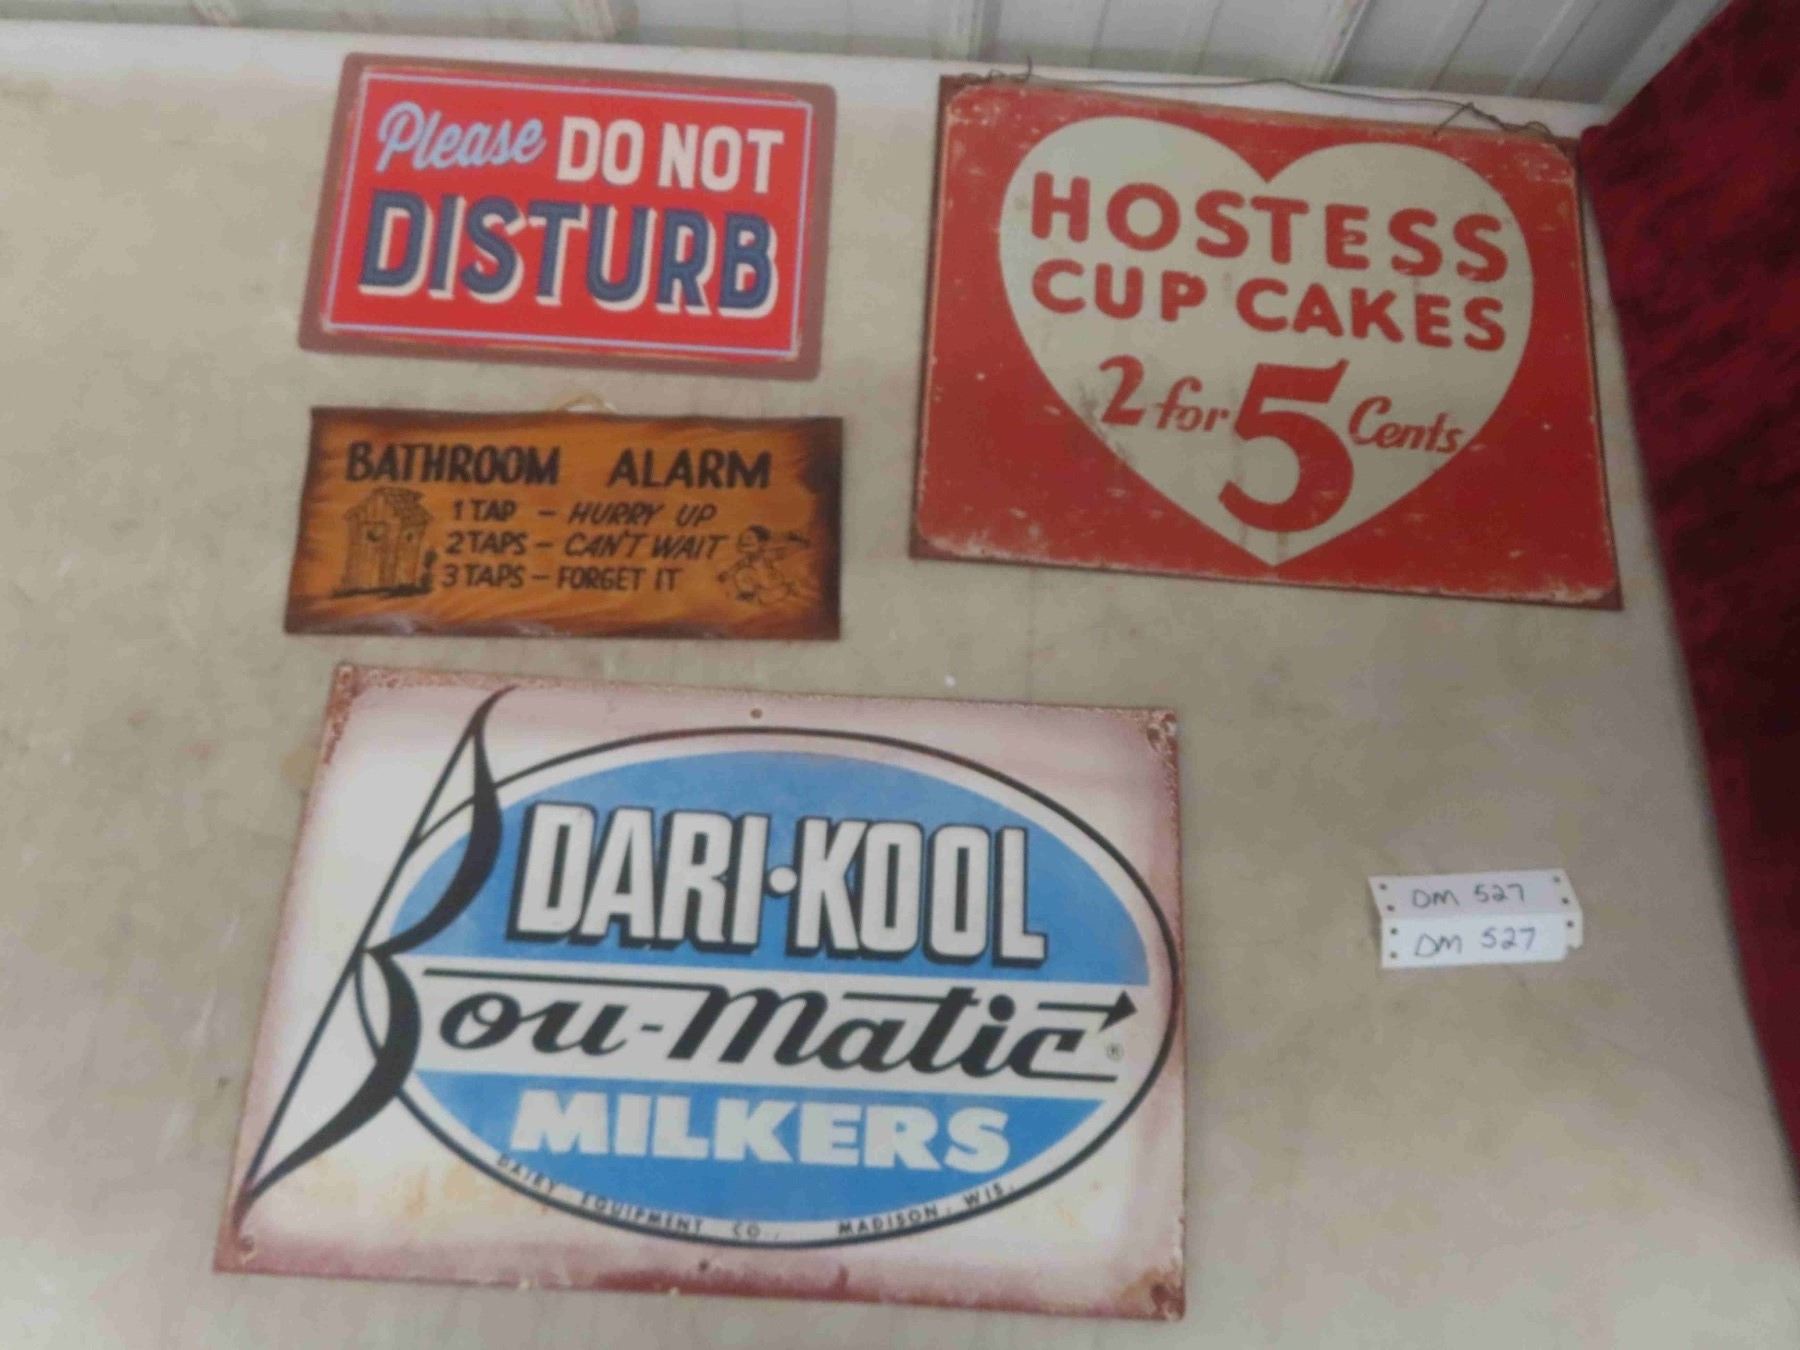 Please DO NOT
DISTURB
HOSTESS
CUP CAKES
2 for 5 Cents
BATHROOM ALARM
1 TAP - HURRY UP
2 TAPS - CAN'T WAIT
3 TAPS - FORGET IT
DARI·KOOL
Bou-Matic®
MILKERS
DAIRY EQUIPMENT CO., MADISON, WIS.
DM 527
DM 527